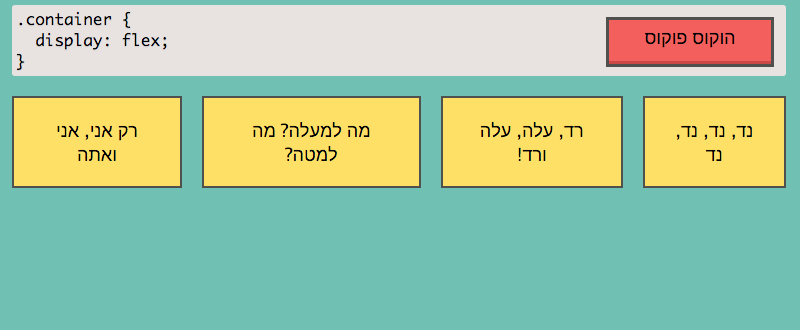 .container {
  display: flex;
}
הוקוס פוקוס
נד, נד, נד,
נד
רד, עלה, עלה
ורד!
מה למעלה? מה
למטה?
רק אני, אני
ואתה